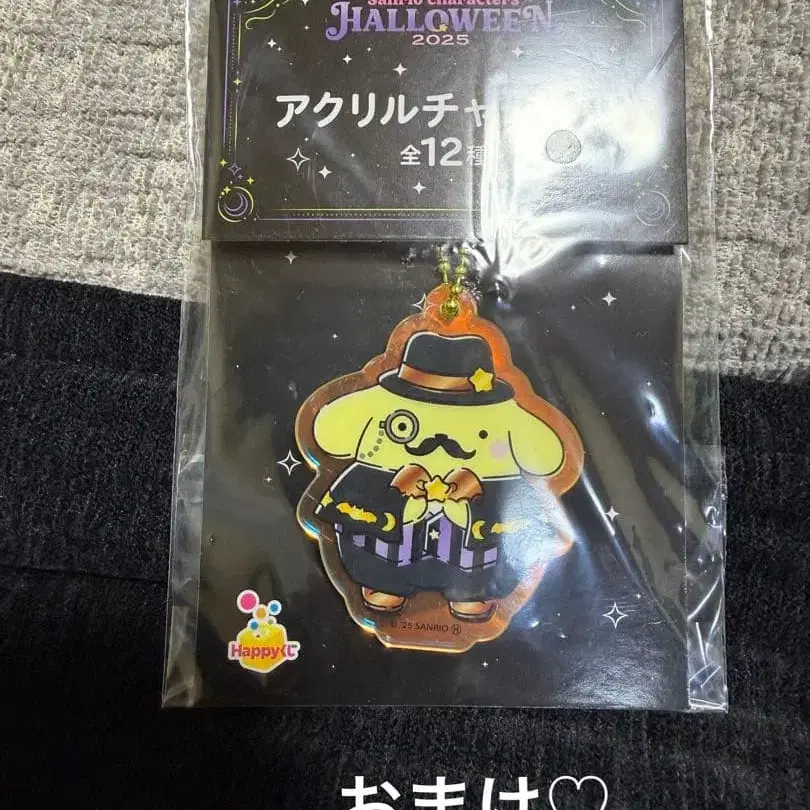 Sanrio characters
HALLOWEEN
2025
アクリルチャ
全12種
© '25 SANRIO Ⓗ
Happyくじ
おまけ♡